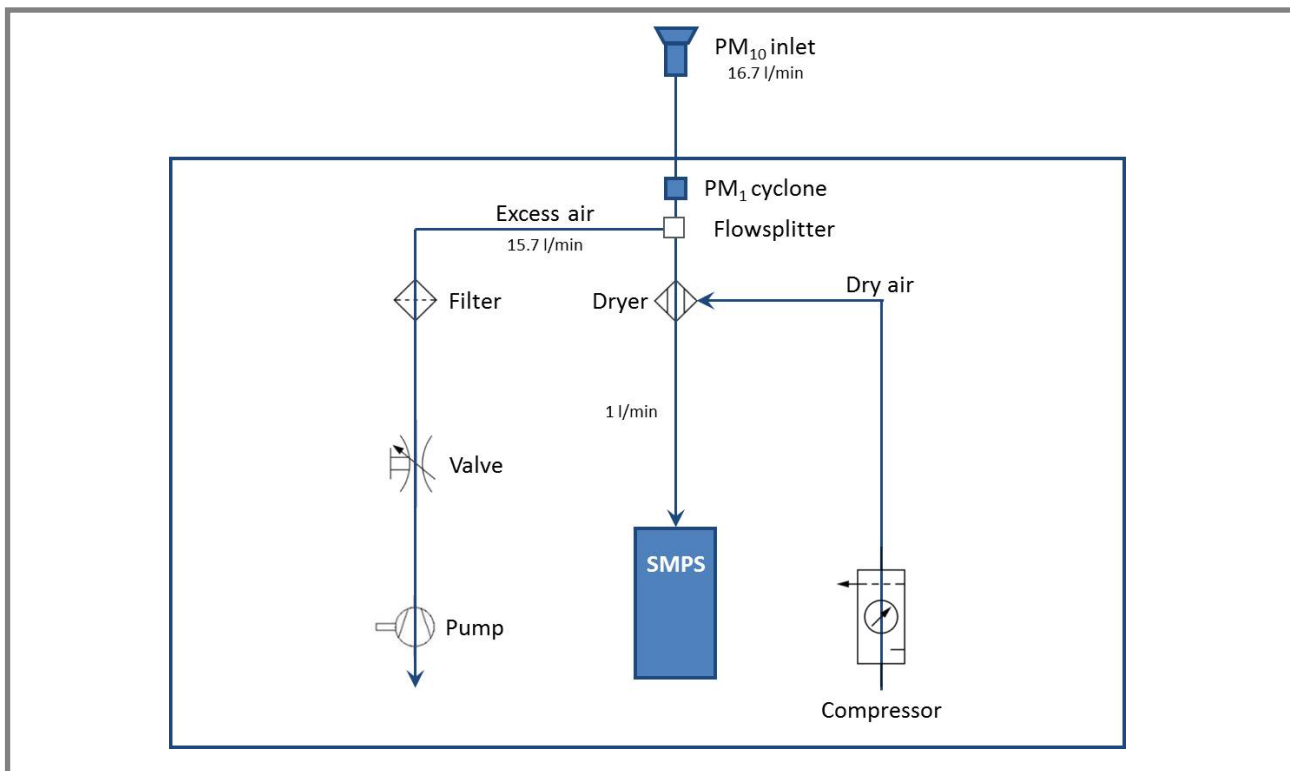 PM₁₀ inlet
16.7 l/min
PM₁ cyclone
Excess air
Flowsplitter
15.7 l/min
Dry air
Filter
Dryer
1 l/min
Valve
SMPS
Pump
Compressor